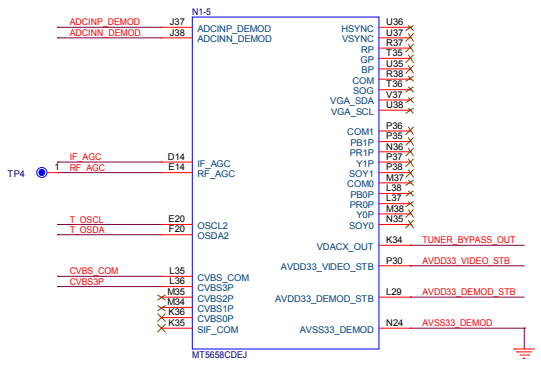 N1-5
ADCINP_DEMOD J37 ADCINP_DEMOD
ADCINN_DEMOD J38 ADCINN_DEMOD
HSYNC U36
VSYNC U37
RP R37
GP T35
BP U35
COM R38
SOG T36
VGA_SDA V37
VGA_SCL U38
COM1 P36
PB1P P35
PR1P N36
Y1P P37
SOY1 P38
COM0 M37
PB0P L38
PR0P L37
Y0P M38
SOY0 N35
IF_AGC D14 IF_AGC
TP4 1 RF_AGC E14 RF_AGC
T_OSCL E20 OSCL2
T_OSDA F20 OSDA2
VDACX_OUT K34 TUNER_BYPASS_OUT
AVDD33_VIDEO_STB P30 AVDD33_VIDEO_STB
CVBS_COM L35 CVBS_COM
CVBS3P L36 CVBS3P
M35 CVBS2P
M34 CVBS1P
K36 CVBS0P
K35 SIF_COM
AVDD33_DEMOD_STB L29 AVDD33_DEMOD_STB
AVSS33_DEMOD N24 AVSS33_DEMOD
MT5658CDEJ